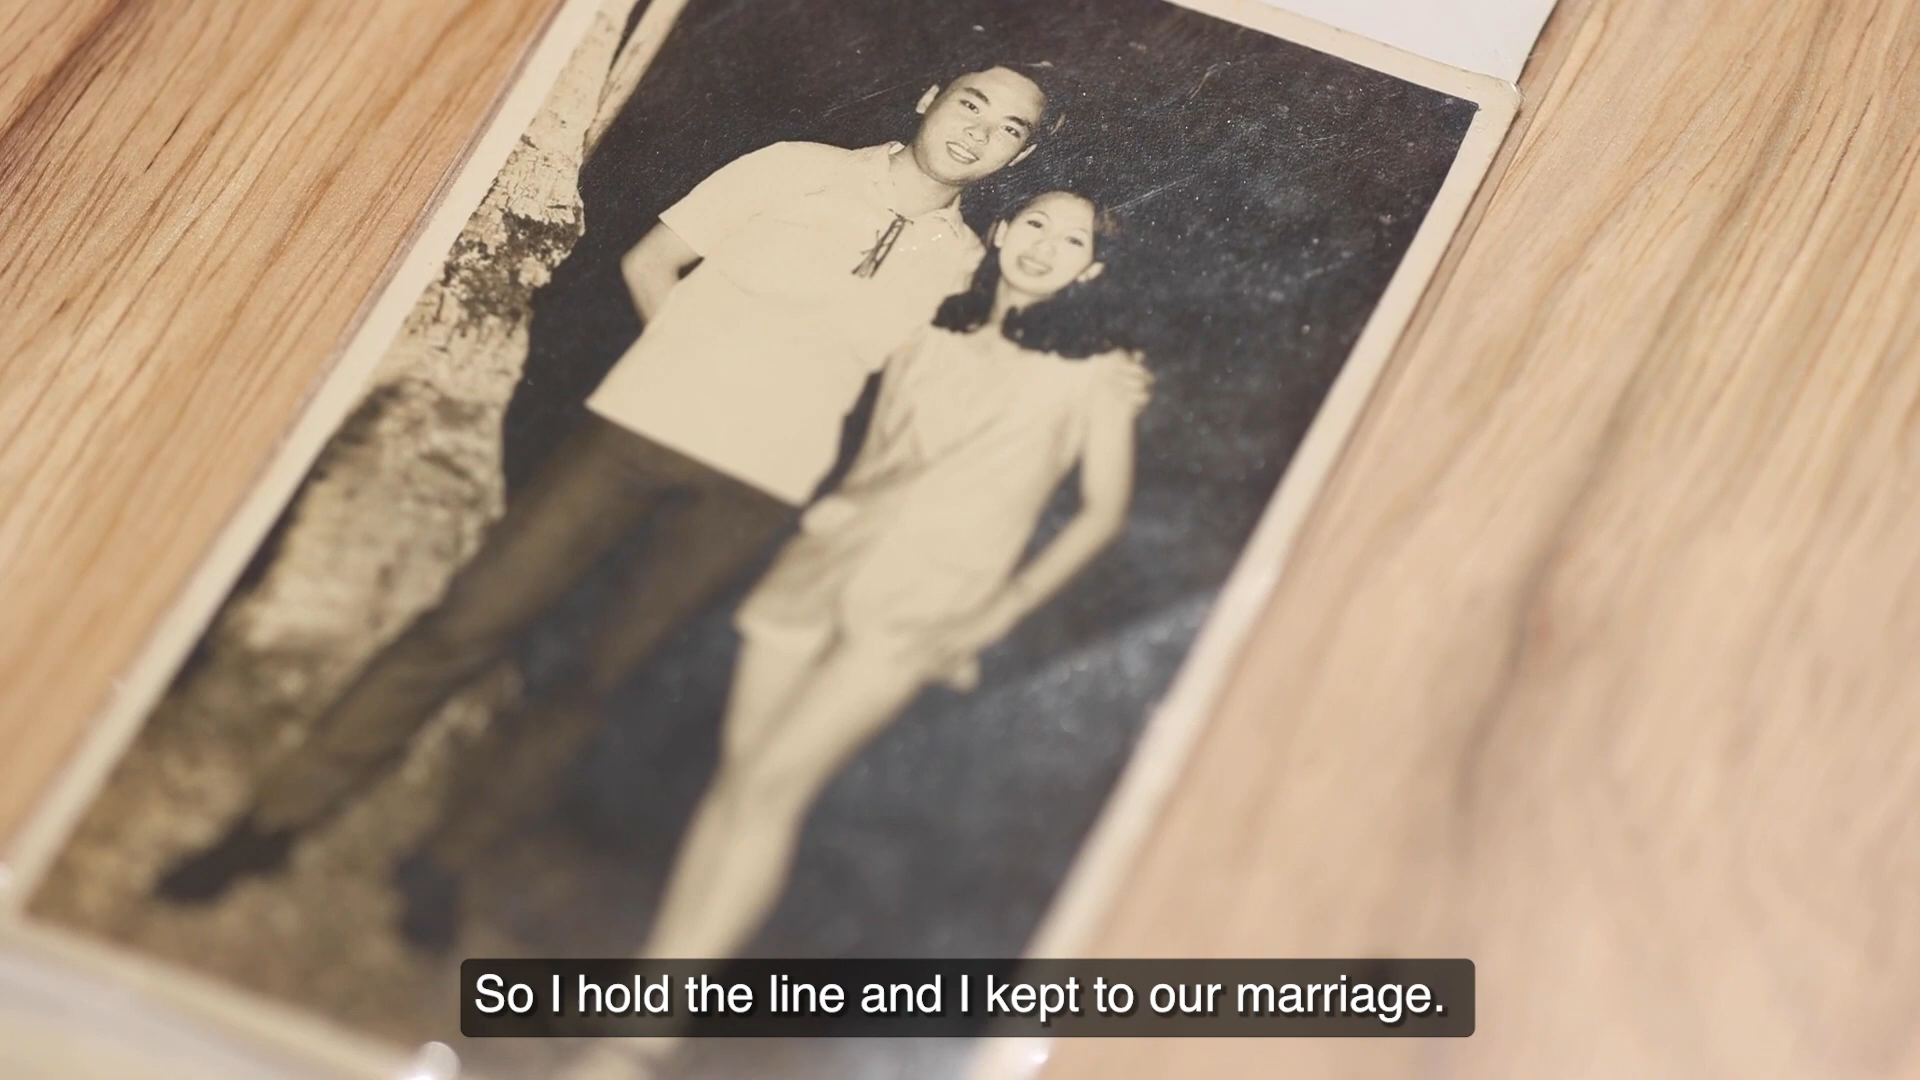 So I hold the line and I kept to our marriage.